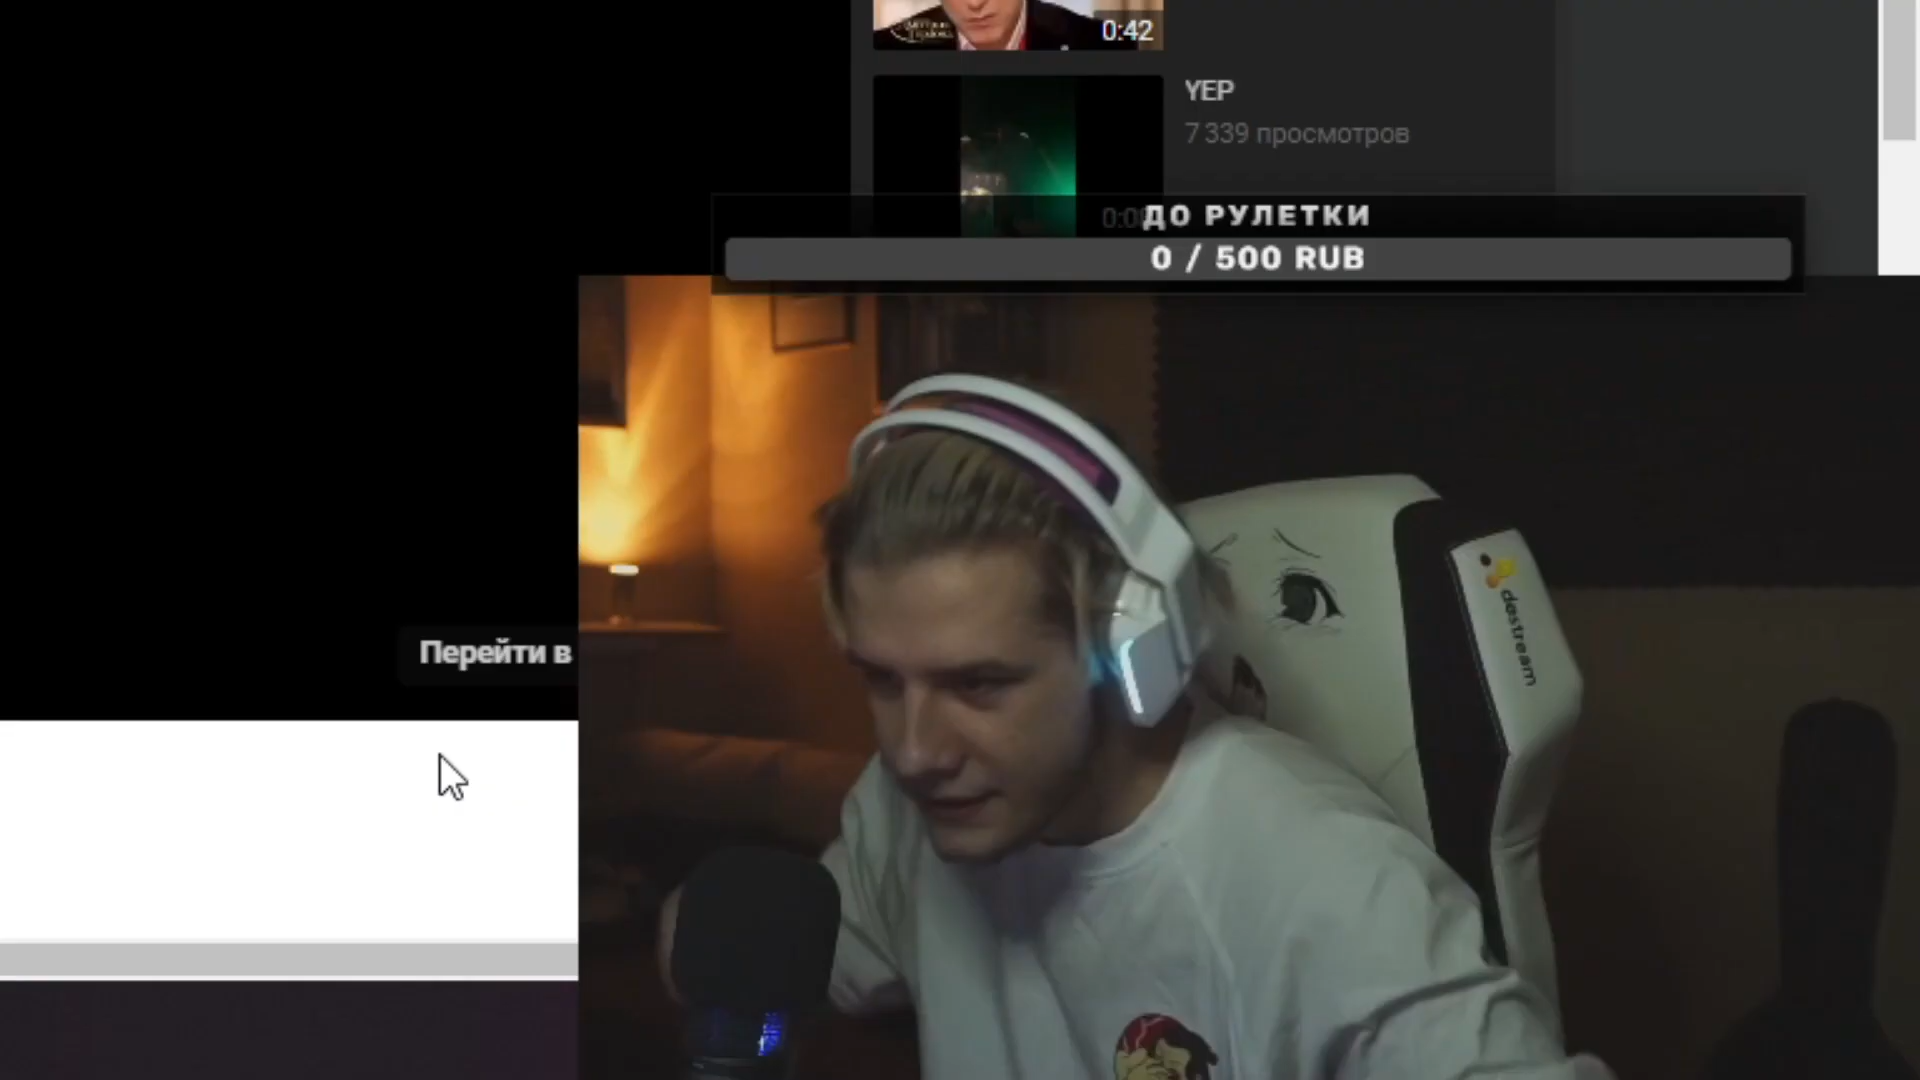 0:42
YEP
7 339 просмотров
ДО РУЛЕТКИ
0 / 500 RUB
destream
Перейти в